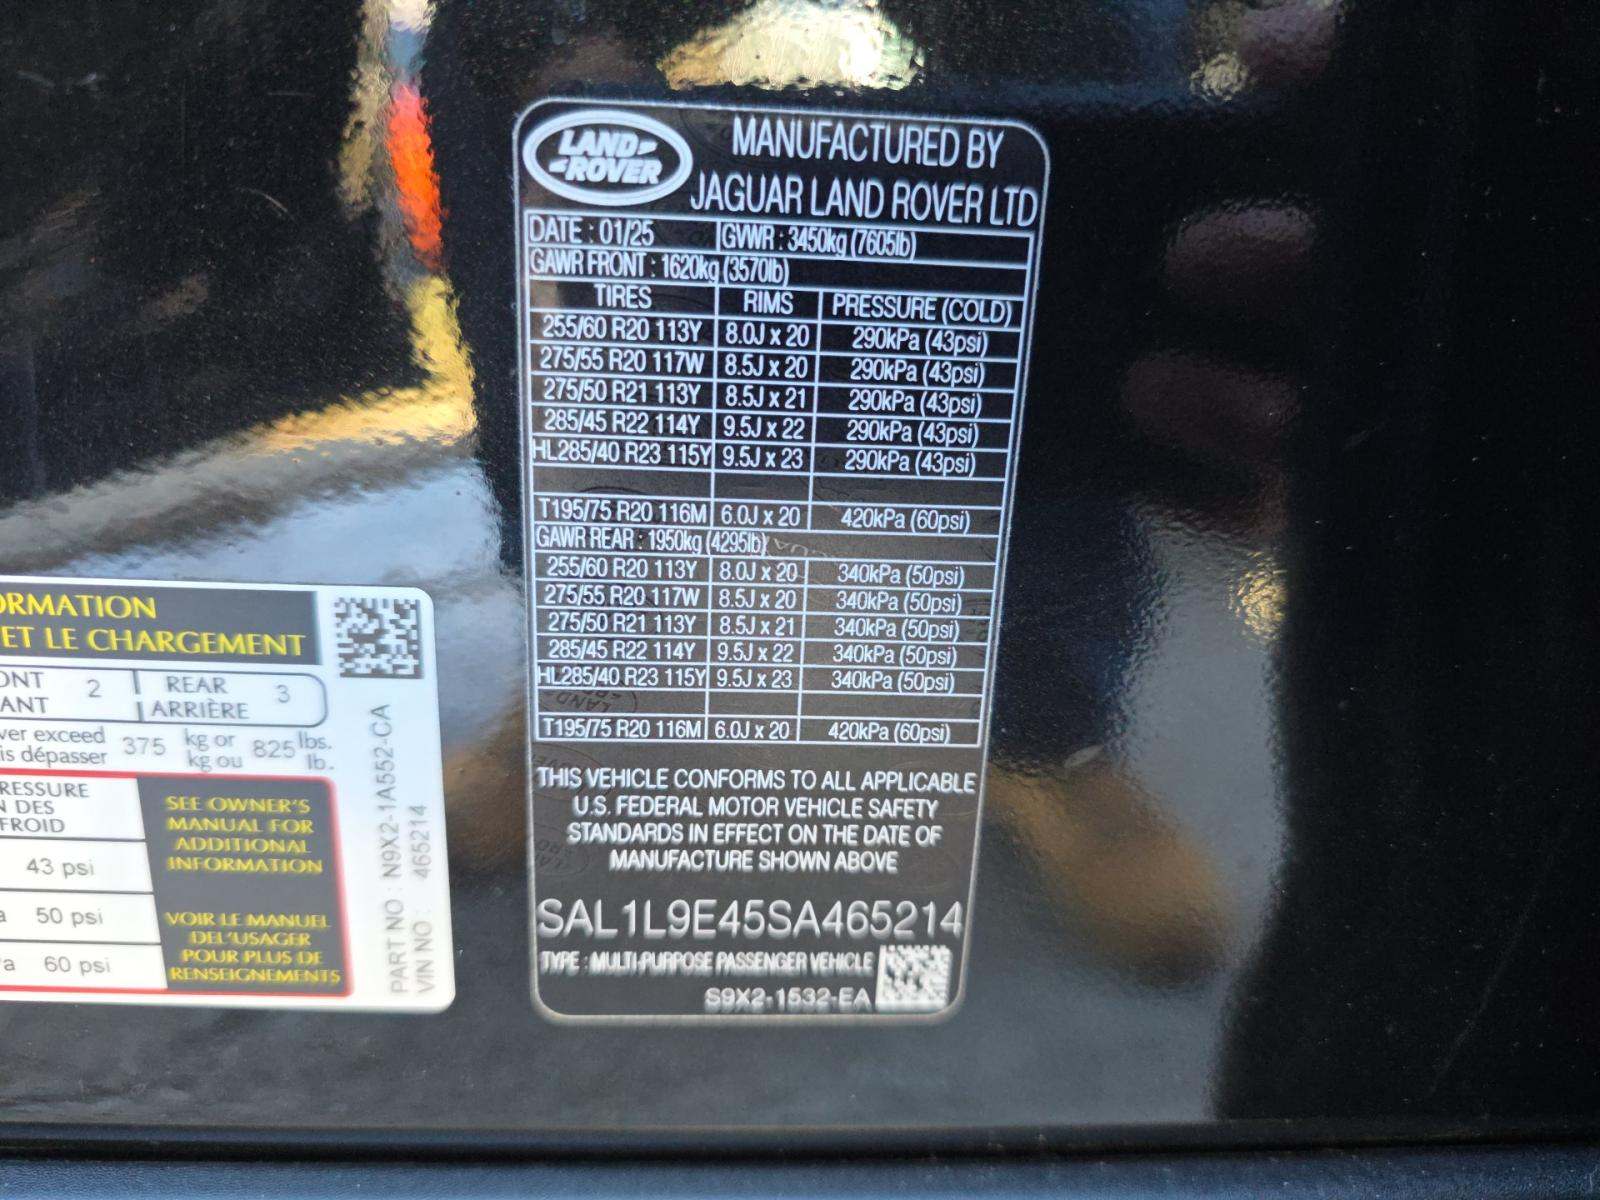 LAND
ROVER
MANUFACTURED BY
JAGUAR LAND ROVER LTD
DATE : 01/25 GVWR : 3450kg (7605lb)
GAWR FRONT : 1620kg (3570lb)
TIRES RIMS PRESSURE (COLD)
255/60 R20 113Y 8.0J x 20 290kPa (43psi)
275/55 R20 117W 8.5J x 20 290kPa (43psi)
275/50 R21 113Y 8.5J x 21 290kPa (43psi)
285/45 R22 114Y 9.5J x 22 290kPa (43psi)
HL285/40 R23 115Y 9.5J x 23 290kPa (43psi)
T195/75 R20 116M 6.0J x 20 420kPa (60psi)
GAWR REAR : 1950kg (4295lb)
255/60 R20 113Y 8.0J x 20 340kPa (50psi)
275/55 R20 117W 8.5J x 20 340kPa (50psi)
275/50 R21 113Y 8.5J x 21 340kPa (50psi)
285/45 R22 114Y 9.5J x 22 340kPa (50psi)
HL285/40 R23 115Y 9.5J x 23 340kPa (50psi)
T195/75 R20 116M 6.0J x 20 420kPa (60psi)
THIS VEHICLE CONFORMS TO ALL APPLICABLE
U.S. FEDERAL MOTOR VEHICLE SAFETY
STANDARDS IN EFFECT ON THE DATE OF
MANUFACTURE SHOWN ABOVE
SAL1L9E45SA465214
TYPE : MULTI-PURPOSE PASSENGER VEHICLE
S9X2-1532-EA
ORMATION
ET LE CHARGEMENT
ONT 2 REAR 3
ANT ARRIÈRE
ver exceed 375 kg or 825 lbs.
is dépasser kg ou lb.
RESSURE
N DES
FROID
43 psi
50 psi
a 60 psi
SEE OWNER'S
MANUAL FOR
ADDITIONAL
INFORMATION
VOIR LE MANUEL
DE L'USAGER
POUR PLUS DE
RENSEIGNEMENTS
PART NO : N9X2-1A552-CA
VIN NO : 465214